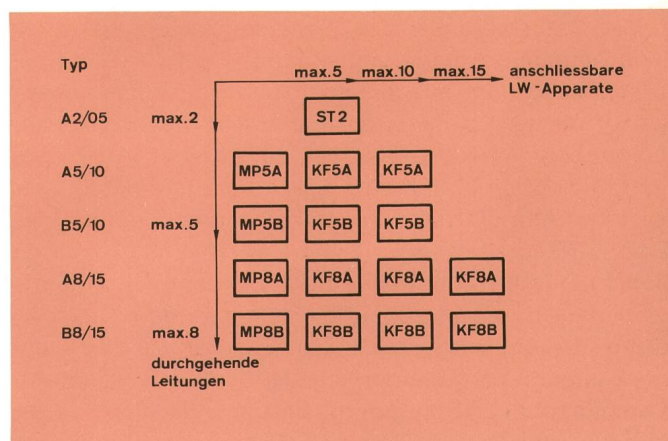 Typ
max.5 max.10 max.15 anschliessbare
LW-Apparate
A2/05 max.2 ST2
A5/10 MP5A KF5A KF5A
B5/10 max.5 MP5B KF5B KF5B
A8/15 MP8A KF8A KF8A KF8A
B8/15 max.8 MP8B KF8B KF8B KF8B
durchgehende
Leitungen